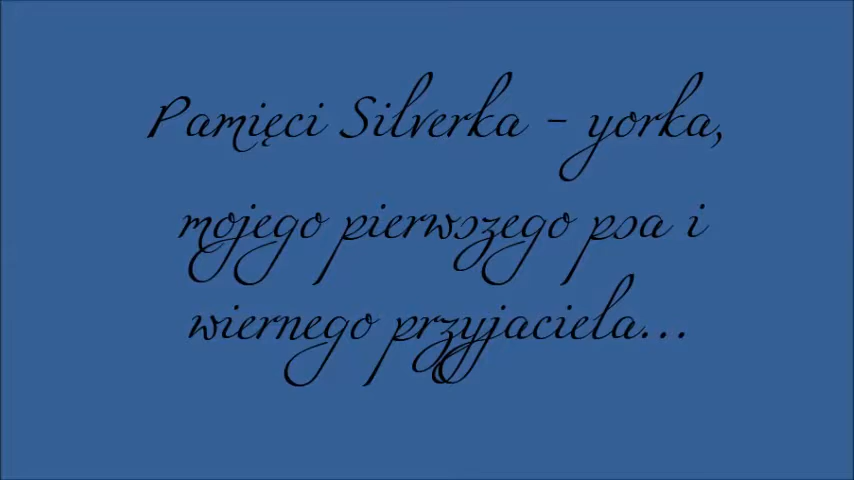 Pamięci Silverka - yorka,
mojego pierwszego psa i
wiernego przyjaciela...